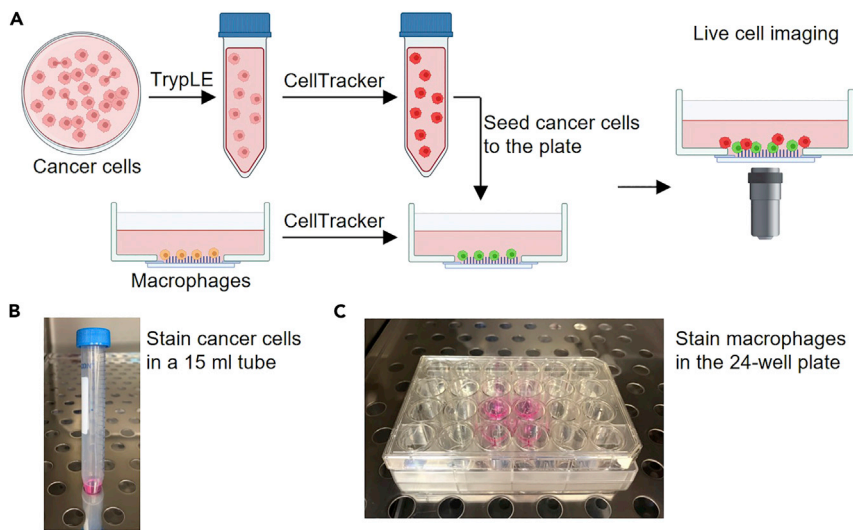 A
TrypLE
CellTracker
Live cell imaging
Cancer cells
Seed cancer cells
to the plate
CellTracker
Macrophages
B
Stain cancer cells
in a 15 ml tube
C
Stain macrophages
in the 24-well plate